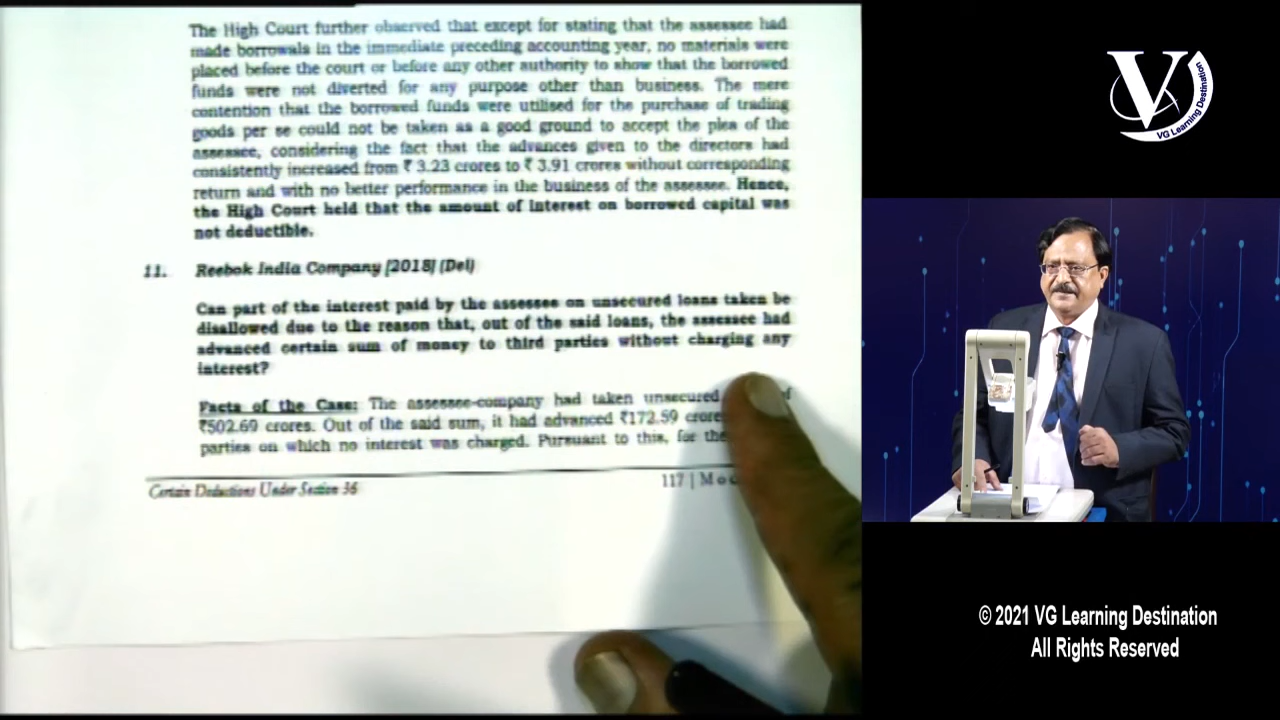 The High Court further observed that except for stating that the assessee had
made borrowals in the immediate preceding accounting year, no materials were
placed before the court or before any other authority to show that the borrowed
funds were not diverted for any purpose other than business. The mere
contention that the borrowed funds were utilised for the purchase of trading
goods per se could not be taken as a good ground to accept the plea of the
assessee, considering the fact that the advances given to the directors had
consistently increased from ₹ 3.23 crores to ₹ 3.91 crores without corresponding
return and with no better performance in the business of the assessee. Hence,
the High Court held that the amount of interest on borrowed capital was
not deductible.
11. Reebok India Company [2018] (Del)
Can part of the interest paid by the assessee on unsecured loans taken be
disallowed due to the reason that, out of the said loans, the assessee had
advanced certain sum of money to third parties without charging any
interest?
Facts of the Case: The assessee-company had taken unsecured
₹502.69 crores. Out of the said sum, it had advanced ₹172.59 crore
parties on which no interest was charged. Pursuant to this, for the
Certain Deductions Under Section 36
117 | Mo
V
VG Learning Destination
© 2021 VG Learning Destination
All Rights Reserved